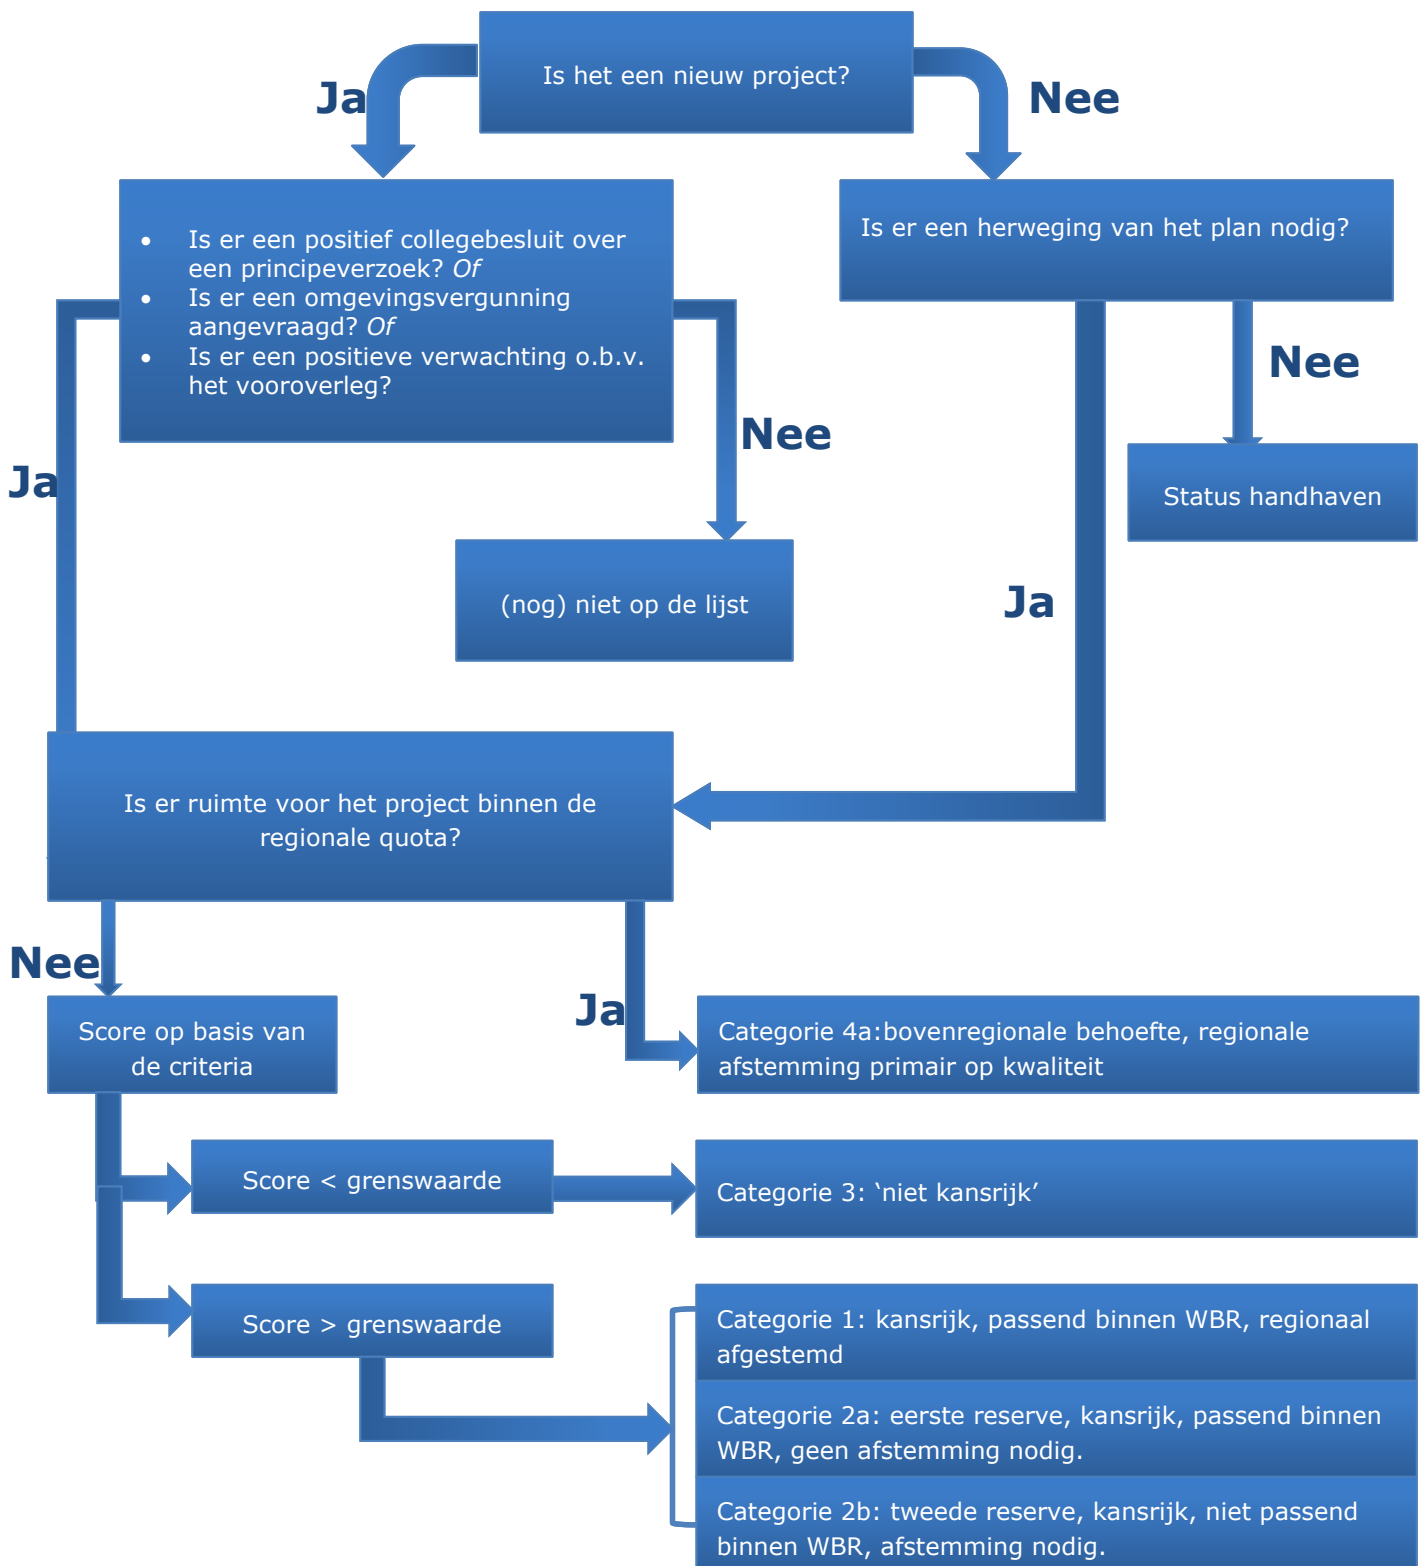 Is het een nieuw project?
Ja
Nee
• Is er een positief collegebesluit over
een principeverzoek? Of
• Is er een omgevingsvergunning
aangevraagd? Of
• Is er een positieve verwachting o.b.v.
het vooroverleg?
Is er een herweging van het plan nodig?
Nee
Nee
Ja
Status handhaven
(nog) niet op de lijst
Ja
Is er ruimte voor het project binnen de
regionale quota?
Nee
Ja
Score op basis van
de criteria
Categorie 4a:bovenregionale behoefte, regionale
afstemming primair op kwaliteit
Score < grenswaarde
Categorie 3: ‘niet kansrijk’
Score > grenswaarde
Categorie 1: kansrijk, passend binnen WBR, regionaal
afgestemd
Categorie 2a: eerste reserve, kansrijk, passend binnen
WBR, geen afstemming nodig.
Categorie 2b: tweede reserve, kansrijk, niet passend
binnen WBR, afstemming nodig.